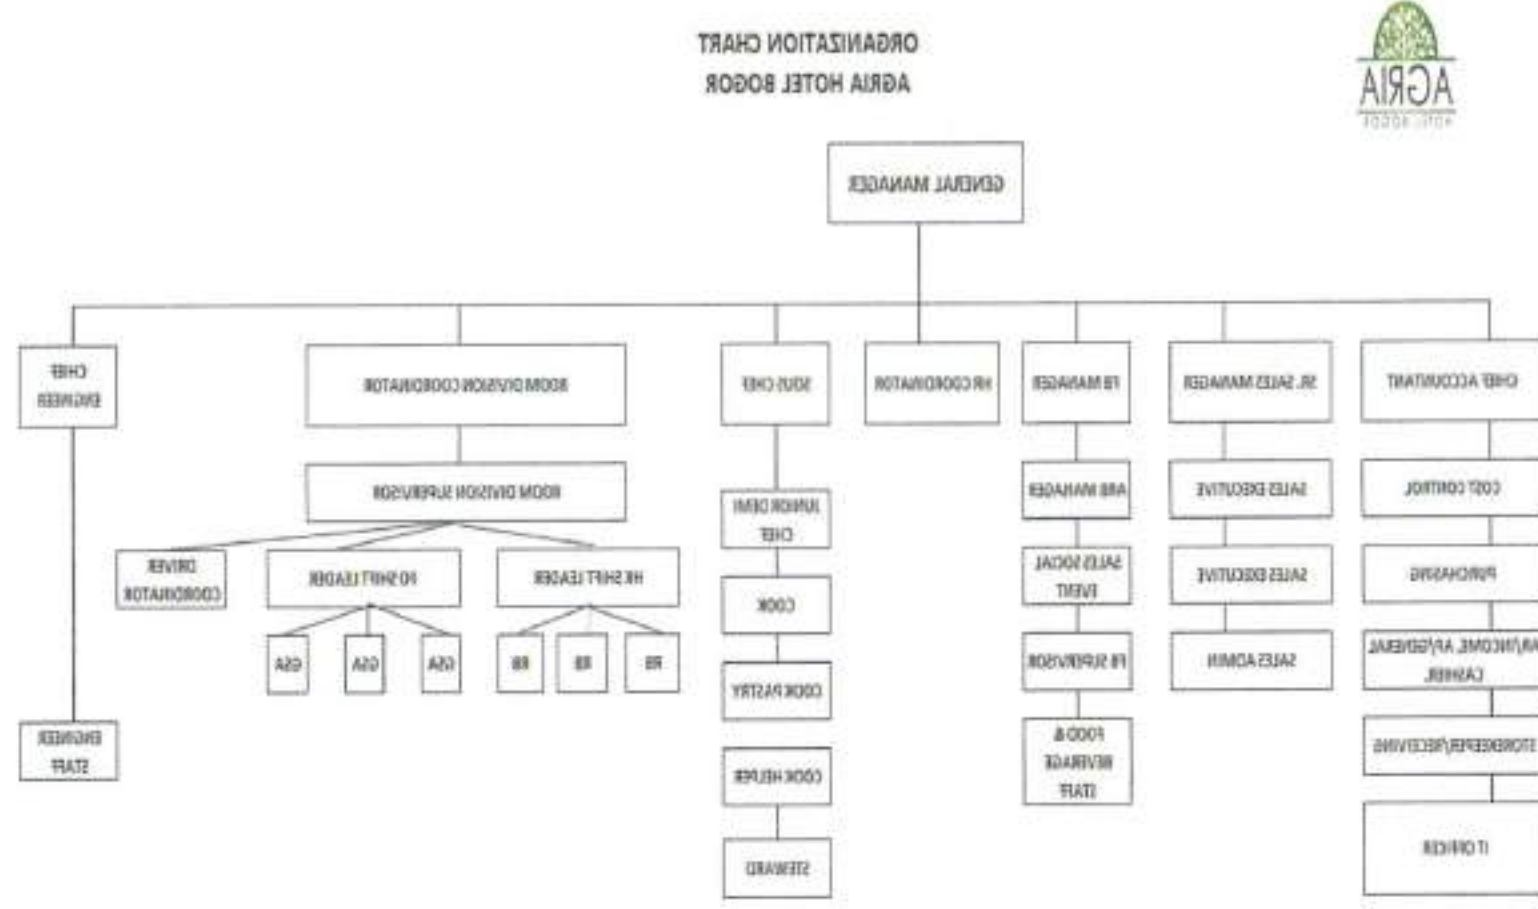 AGRIA
HOTEL BOGOR
ORGANIZATION CHART
AGRIA HOTEL BOGOR
GENERAL MANAGER
CHIEF ACCOUNTANT
COST CONTROL
PURCHASING
AR/INCOME, AP/GENERAL
CASHIER
STOREKEEPER/RECEIVING
IT OFFICER
SR. SALES MANAGER
SALES EXECUTIVE
SALES EXECUTIVE
SALES ADMIN
FB MANAGER
ARB MANAGER
SALES SOCIAL
EVENT
FB SUPERVISOR
FOOD &
BEVERAGE
STAFF
HR COORDINATOR
SOUS CHEF
JUNIOR DEMI
CHEF
COOK
COOK PASTRY
COOK HELPER
STEWARD
ROOM DIVISION COORDINATOR
ROOM DIVISION SUPERVISOR
HK SHIFT LEADER
RB
RB
RB
FO SHIFT LEADER
GSA
GSA
GSA
DRIVER
COORDINATOR
CHIEF
ENGINEER
ENGINEER
STAFF